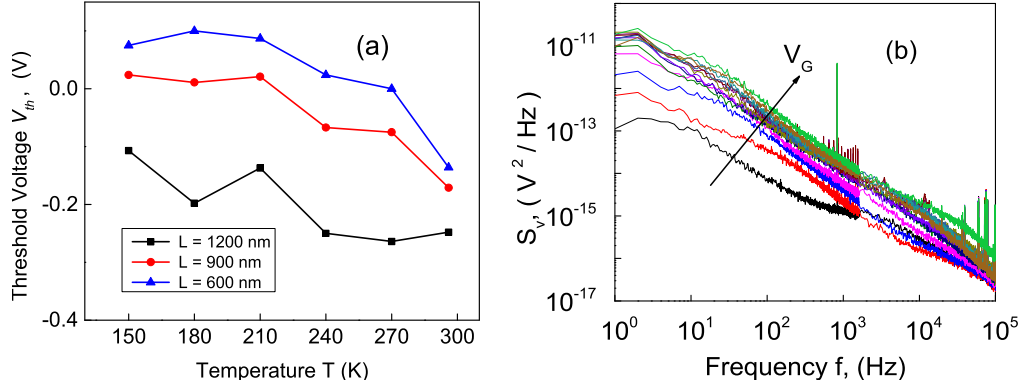 (a)
Threshold Voltage V_th , (V)
0.0
-0.2
-0.4
L = 1200 nm
L = 900 nm
L = 600 nm
150 180 210 240 270 300
Temperature T (K)
(b)
V_G
S_v, ( V^2 / Hz )
10^-11
10^-13
10^-15
10^-17
10^0 10^1 10^2 10^3 10^4 10^5
Frequency f, (Hz)